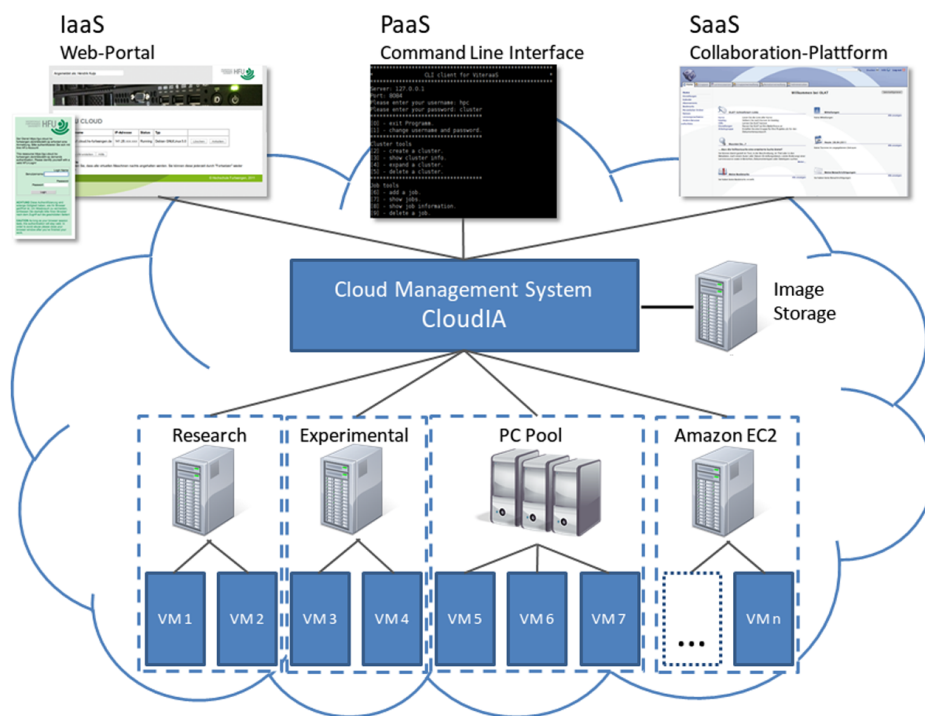 IaaS
Web-Portal
PaaS
Command Line Interface
SaaS
Collaboration-Plattform
HFU
HFU
CLOUD
CLI client for ViteraaS
Server: 127.0.0.1
Port: 8084
Please enter your username: hpc
Please enter your password: cluster
[0] - exit Programe.
[1] - change username and password.
Cluster tools
[2] - create a cluster.
[3] - show cluster info.
[4] - expand a cluster.
[5] - delete a cluster.
Job tools
[6] - add a job.
[7] - show jobs.
[8] - show job information.
[9] - delete a job.
Cloud Management System
CloudIA
Image
Storage
Research
Experimental
PC Pool
Amazon EC2
VM 1
VM 2
VM 3
VM 4
VM 5
VM 6
VM 7
...
VM n